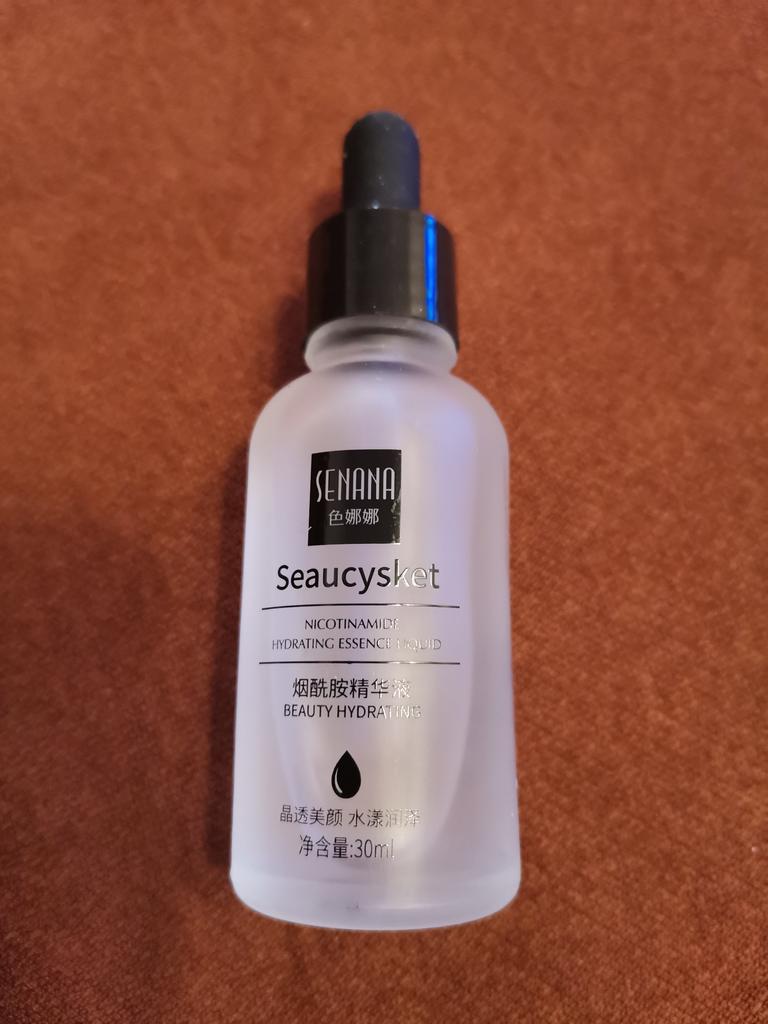 SENANA
色娜娜
Seaucysket
NICOTINAMIDE
HYDRATING ESSENCE LIQUID
烟酰胺精华液
BEAUTY HYDRATING
晶透美颜 水漾润泽
净含量:30ml